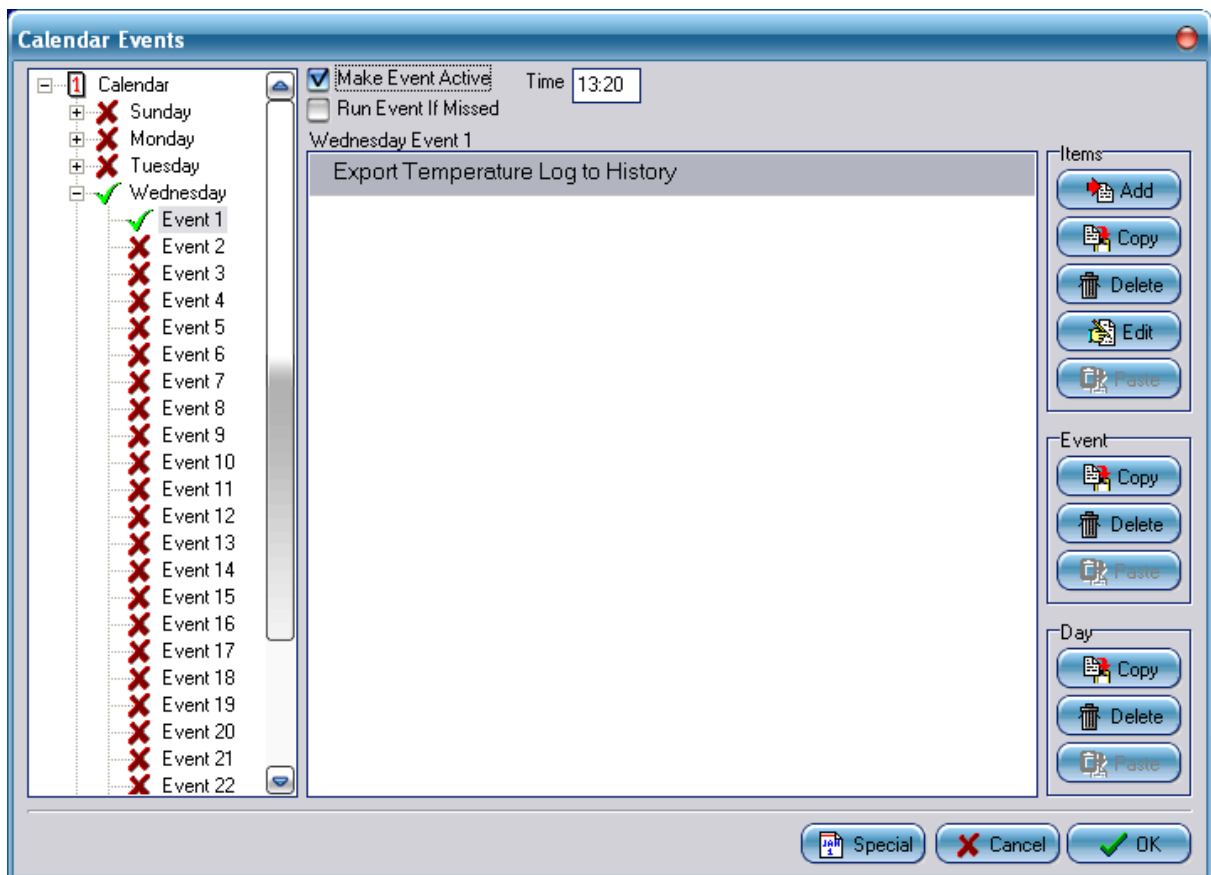 Calendar Events
1 Calendar
Sunday
Monday
Tuesday
Wednesday
Event 1
Event 2
Event 3
Event 4
Event 5
Event 6
Event 7
Event 8
Event 9
Event 10
Event 11
Event 12
Event 13
Event 14
Event 15
Event 16
Event 17
Event 18
Event 19
Event 20
Event 21
Event 22
Make Event Active Time 13:20
Run Event If Missed
Wednesday Event 1
Export Temperature Log to History
Items
Add
Copy
Delete
Edit
Paste
Event
Copy
Delete
Paste
Day
Copy
Delete
Paste
JAN 1 Special Cancel OK